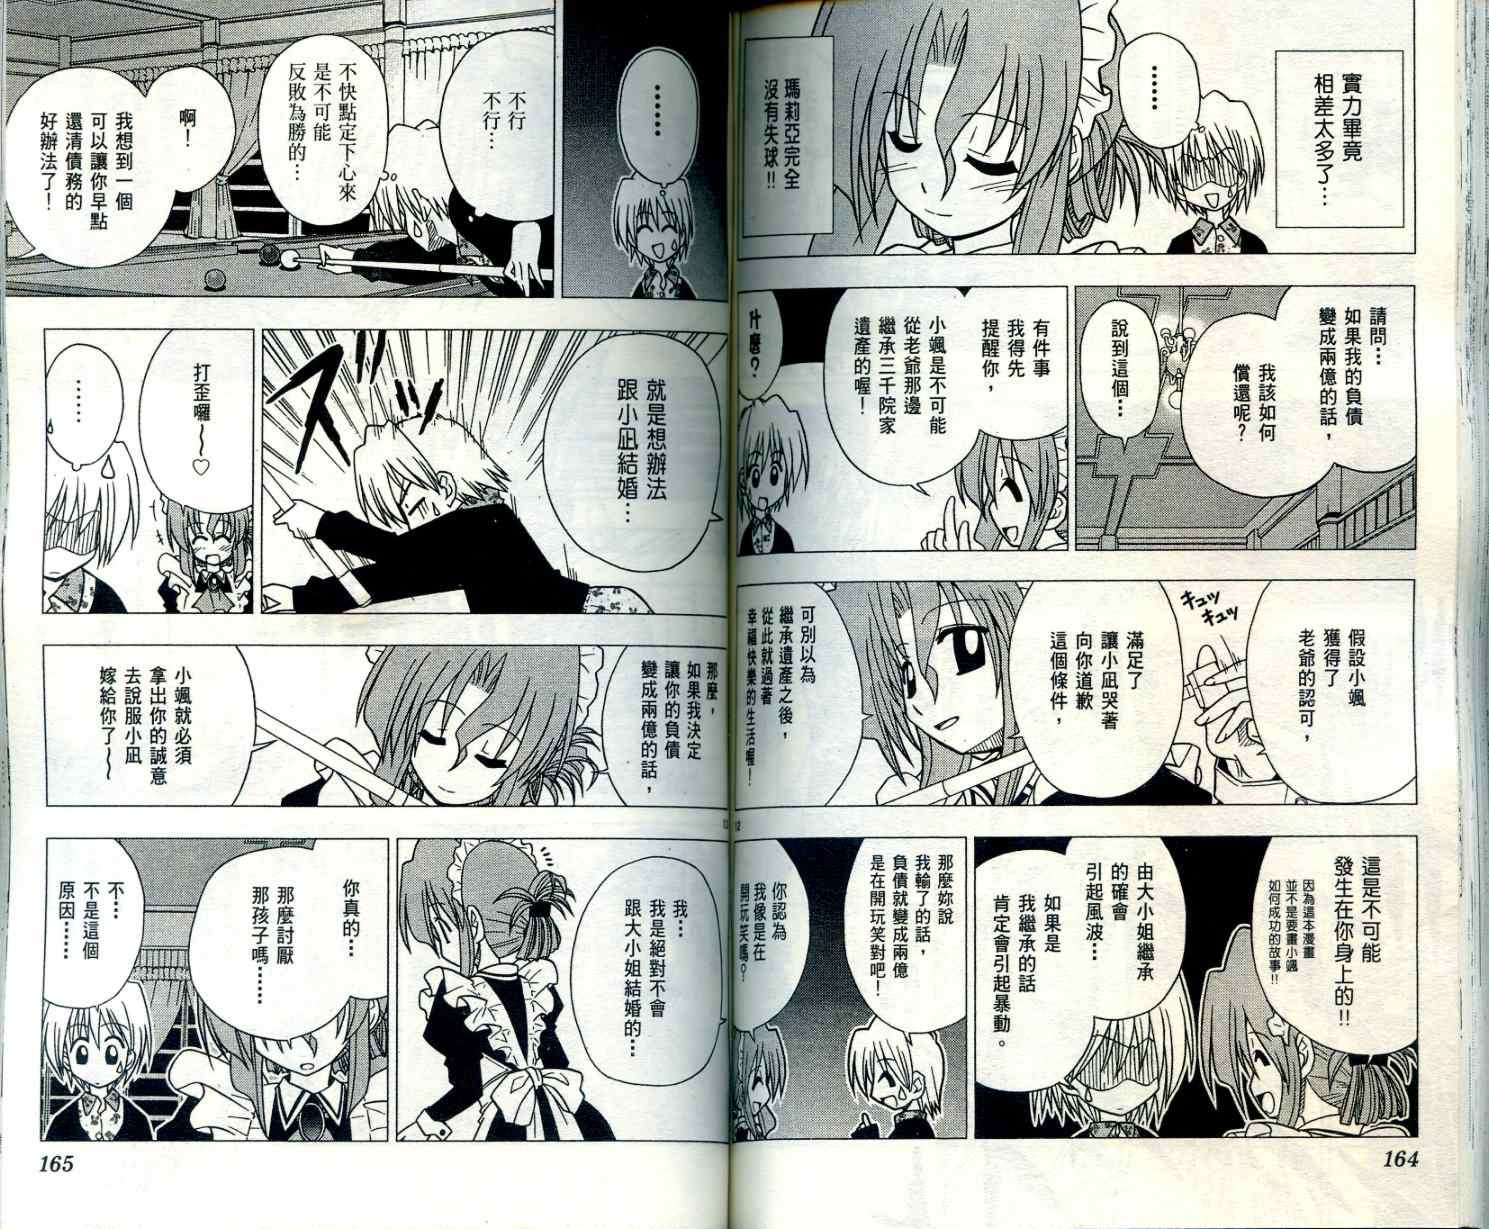 實力畢竟
相差太多了…
……
瑪莉亞完全
沒有失球!!
請問…
如果我的負債
變成兩億的話，
我該如何
償還呢?
說到這個…
有件事
我得先
提醒你，
小颯是不可能
從老爺那邊
繼承三千院家
遺產的喔!
什麼?
假設小颯
獲得了
老爺的認可，
キュッ
キュッ
滿足了
讓小凪哭著
向你道歉
這個條件，
可別以為
繼承遺產之後，
從此就過著
幸福快樂的生活喔!
這是不可能
發生在你身上的!!
因為這本漫畫
並不是要畫小颯
如何成功的故事!!
由大小姐繼承
的確會
引起風波…
如果是
我繼承的話
肯定會引起暴動。
那麼妳說
我輸了的話，
負債就變成兩億
是在開玩笑對吧!
你認為
我像是在
開玩笑嗎?
164
……
不行
不行…
不快點定下心來
是不可能
反敗為勝的…
啊!
我想到一個
可以讓你早點
還清債務的
好辦法了!
就是想辦法
跟小凪結婚…
打歪囉～♡
……
那麼，
如果我決定
讓你的負債
變成兩億的話，
小颯就必須
拿出你的誠意
去說服小凪
嫁給你了～
我…
我是絕對不會
跟大小姐結婚的…
你真的…
那麼討厭
那孩子嗎……
不…
不是這個
原因……
165